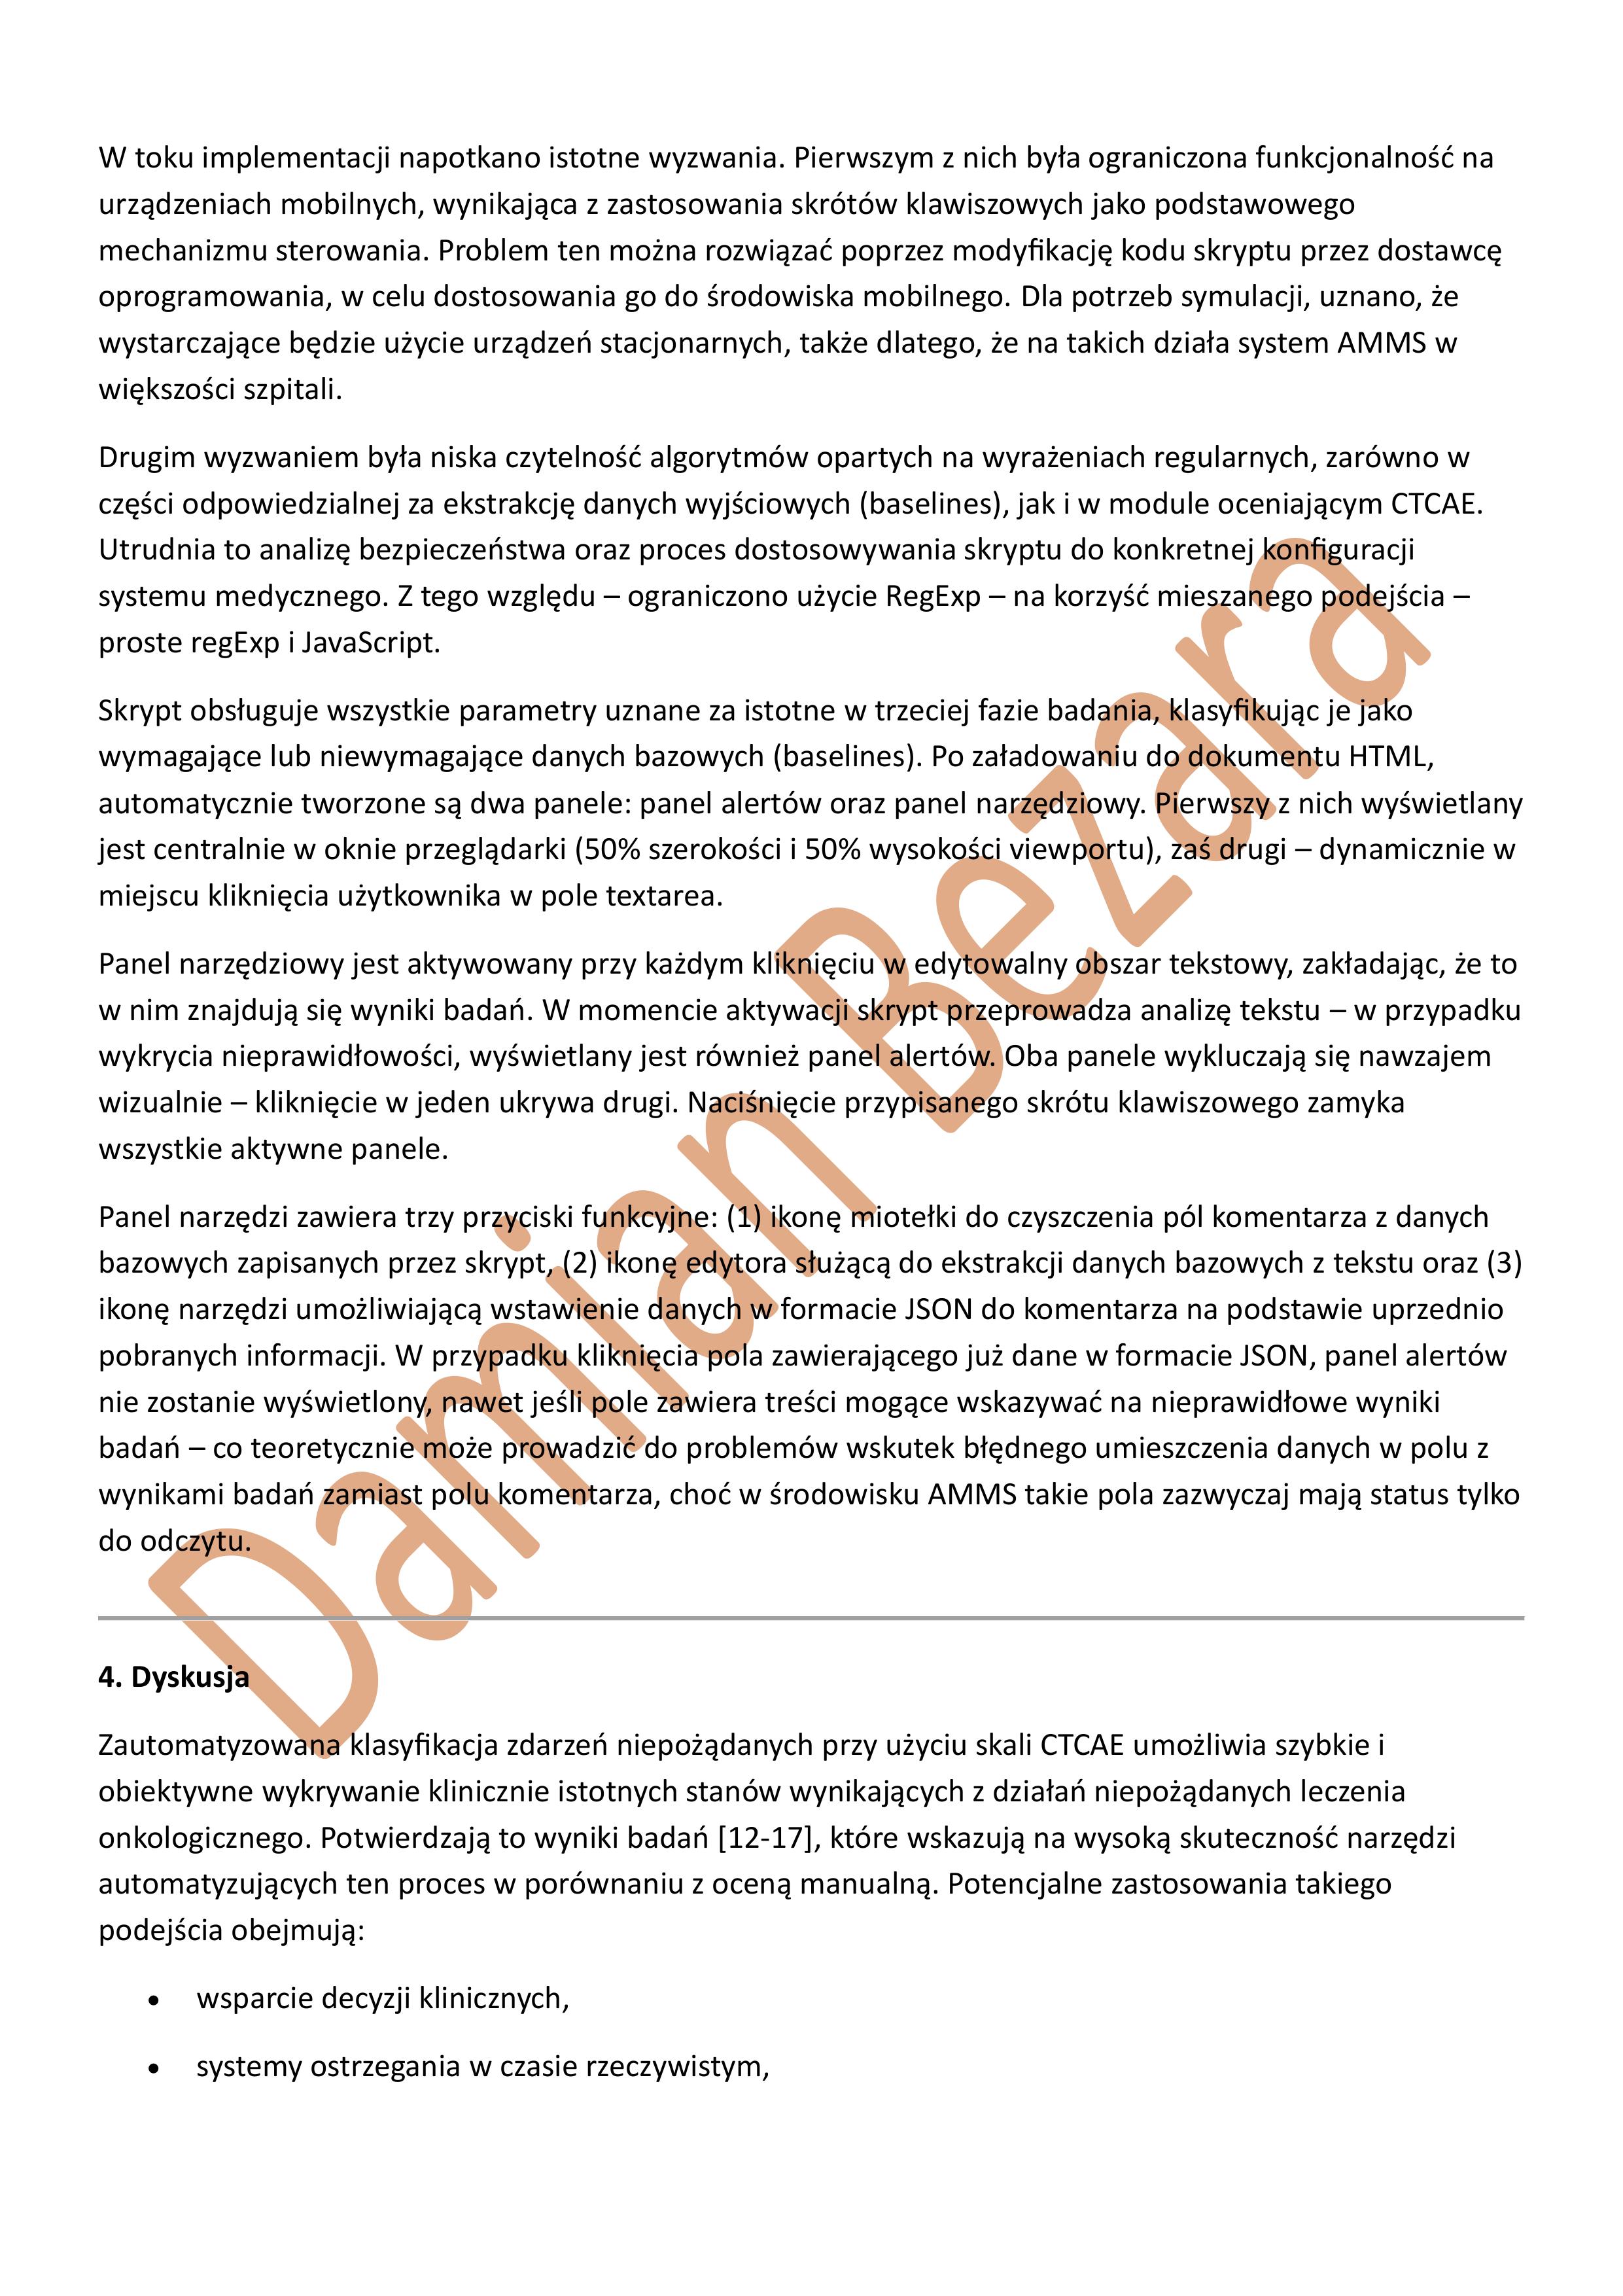 W toku implementacji napotkano istotne wyzwania. Pierwszym z nich była ograniczona funkcjonalność na
urządzeniach mobilnych, wynikająca z zastosowania skrótów klawiszowych jako podstawowego
mechanizmu sterowania. Problem ten można rozwiązać poprzez modyfikację kodu skryptu przez dostawcę
oprogramowania, w celu dostosowania go do środowiska mobilnego. Dla potrzeb symulacji, uznano, że
wystarczające będzie użycie urządzeń stacjonarnych, także dlatego, że na takich działa system AMMS w
większości szpitali.
Drugim wyzwaniem była niska czytelność algorytmów opartych na wyrażeniach regularnych, zarówno w
części odpowiedzialnej za ekstrakcję danych wyjściowych (baselines), jak i w module oceniającym CTCAE.
Utrudnia to analizę bezpieczeństwa oraz proces dostosowywania skryptu do konkretnej konfiguracji
systemu medycznego. Z tego względu – ograniczono użycie RegExp – na korzyść mieszanego podejścia –
proste regExp i JavaScript.
Skrypt obsługuje wszystkie parametry uznane za istotne w trzeciej fazie badania, klasyfikując je jako
wymagające lub niewymagające danych bazowych (baselines). Po załadowaniu do dokumentu HTML,
automatycznie tworzone są dwa panele: panel alertów oraz panel narzędziowy. Pierwszy z nich wyświetlany
jest centralnie w oknie przeglądarki (50% szerokości i 50% wysokości viewportu), zaś drugi – dynamicznie w
miejscu kliknięcia użytkownika w pole textarea.
Panel narzędziowy jest aktywowany przy każdym kliknięciu w edytowalny obszar tekstowy, zakładając, że to
w nim znajdują się wyniki badań. W momencie aktywacji skrypt przeprowadza analizę tekstu – w przypadku
wykrycia nieprawidłowości, wyświetlany jest również panel alertów. Oba panele wykluczają się nawzajem
wizualnie – kliknięcie w jeden ukrywa drugi. Naciśnięcie przypisanego skrótu klawiszowego zamyka
wszystkie aktywne panele.
Panel narzędzi zawiera trzy przyciski funkcyjne: (1) ikonę miotełki do czyszczenia pól komentarza z danych
bazowych zapisanych przez skrypt, (2) ikonę edytora służącą do ekstrakcji danych bazowych z tekstu oraz (3)
ikonę narzędzi umożliwiającą wstawienie danych w formacie JSON do komentarza na podstawie uprzednio
pobranych informacji. W przypadku kliknięcia pola zawierającego już dane w formacie JSON, panel alertów
nie zostanie wyświetlony, nawet jeśli pole zawiera treści mogące wskazywać na nieprawidłowe wyniki
badań – co teoretycznie może prowadzić do problemów wskutek błędnego umieszczenia danych w polu z
wynikami badań zamiast polu komentarza, choć w środowisku AMMS takie pola zazwyczaj mają status tylko
do odczytu.
4. Dyskusja
Zautomatyzowana klasyfikacja zdarzeń niepożądanych przy użyciu skali CTCAE umożliwia szybkie i
obiektywne wykrywanie klinicznie istotnych stanów wynikających z działań niepożądanych leczenia
onkologicznego. Potwierdzają to wyniki badań [12-17], które wskazują na wysoką skuteczność narzędzi
automatyzujących ten proces w porównaniu z oceną manualną. Potencjalne zastosowania takiego
podejścia obejmują:
• wsparcie decyzji klinicznych,
• systemy ostrzegania w czasie rzeczywistym,
Damian Bezara